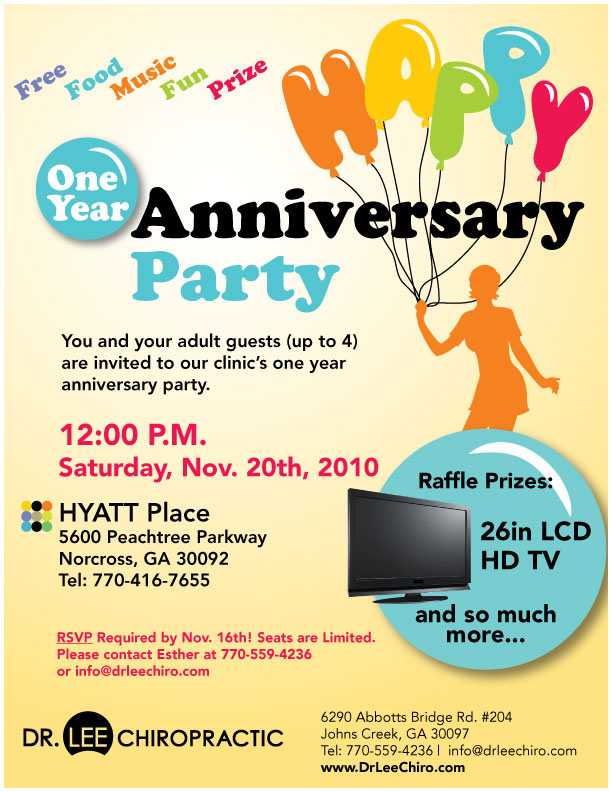 Free Food Music Fun Prize
HAPPY
One
Year
Anniversary
Party
You and your adult guests (up to 4)
are invited to our clinic's one year
anniversary party.
12:00 P.M.
Saturday, Nov. 20th, 2010
HYATT Place
5600 Peachtree Parkway
Norcross, GA 30092
Tel: 770-416-7655
Raffle Prizes:
26in LCD
HD TV
and so much
more...
RSVP Required by Nov. 16th! Seats are Limited.
Please contact Esther at 770-559-4236
or info@drleechiro.com
DR. LEE CHIROPRACTIC
6290 Abbotts Bridge Rd. #204
Johns Creek, GA 30097
Tel: 770-559-4236 | info@drleechiro.com
www.DrLeeChiro.com